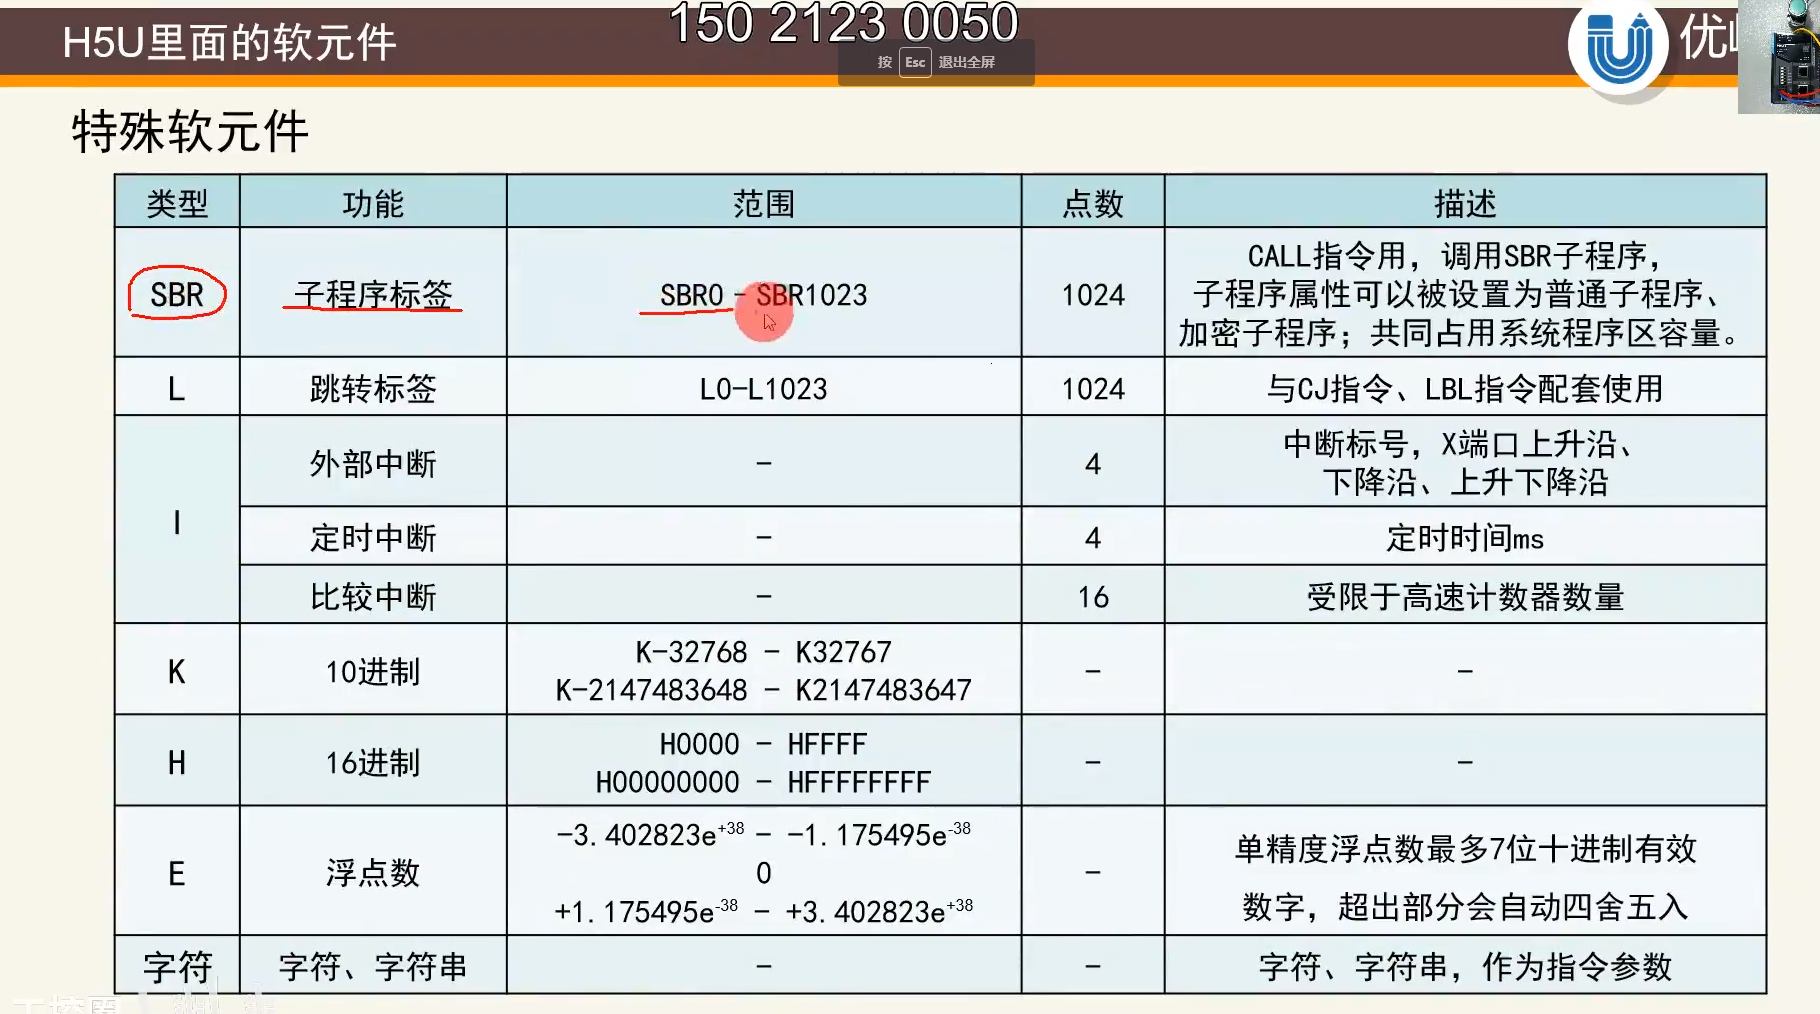 150 2123 0050
H5U里面的软元件
按 Esc 退出全屏
优
特殊软元件
类型 功能 范围 点数 描述
SBR 子程序标签 SBR0 - SBR1023 1024 CALL指令用，调用SBR子程序，
子程序属性可以被设置为普通子程序、
加密子程序；共同占用系统程序区容量。
L 跳转标签 L0-L1023 1024 与CJ指令、LBL指令配套使用
I 外部中断 - 4 中断标号，X端口上升沿、
下降沿、上升下降沿
定时中断 - 4 定时时间ms
比较中断 - 16 受限于高速计数器数量
K 10进制 K-32768 - K32767 - -
K-2147483648 - K2147483647
H 16进制 H0000 - HFFFF - -
H00000000 - HFFFFFFFF
E 浮点数 -3.402823e+38 - -1.175495e-38 - 单精度浮点数最多7位十进制有效
0
+1.175495e-38 - +3.402823e+38 数字，超出部分会自动四舍五入
字符 字符、字符串 - - 字符、字符串，作为指令参数